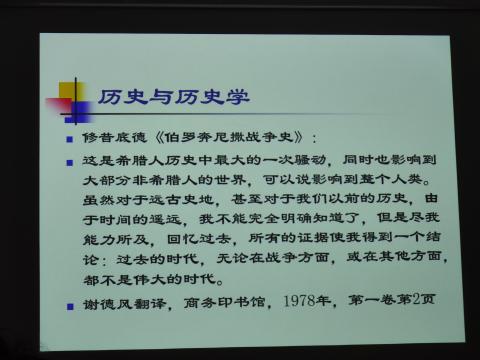 历史与历史学
修昔底德《伯罗奔尼撒战争史》：
这是希腊人历史中最大的一次骚动，同时也影响到
大部分非希腊人的世界，可以说影响到整个人类。
虽然对于远古史地，甚至对于我们以前的历史，由
于时间的遥远，我不能完全明确知道了，但是尽我
能力所及，回忆过去，所有的证据使我得到一个结
论：过去的时代，无论在战争方面，或在其他方面，
都不是伟大的时代。
谢德风翻译，商务印书馆，1978年，第一卷第2页